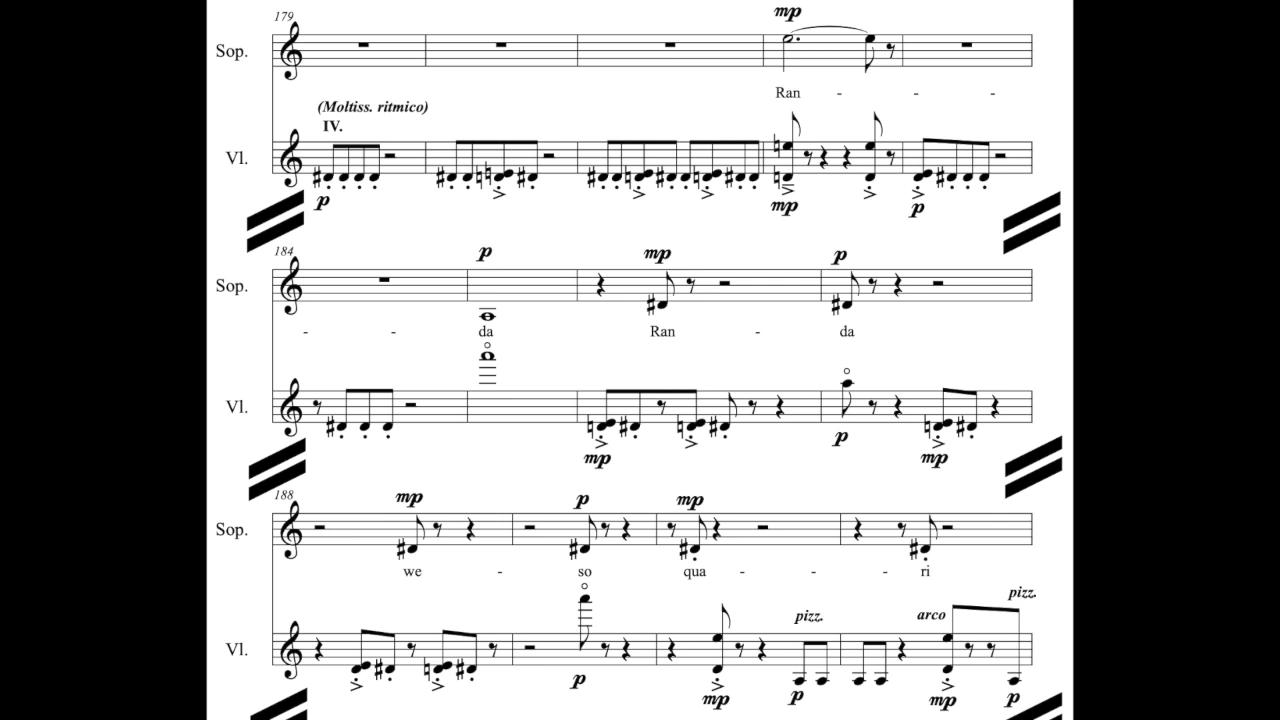 179
mp
Sop.
Ran - - -
(Moltiss. ritmico)
IV.
Vl.
p mp p
184
p mp p
Sop.
- - da Ran - da
Vl.
mp p mp
188
mp p mp
Sop.
we - so qua - - ri
pizz. arco pizz.
Vl.
p mp p mp p